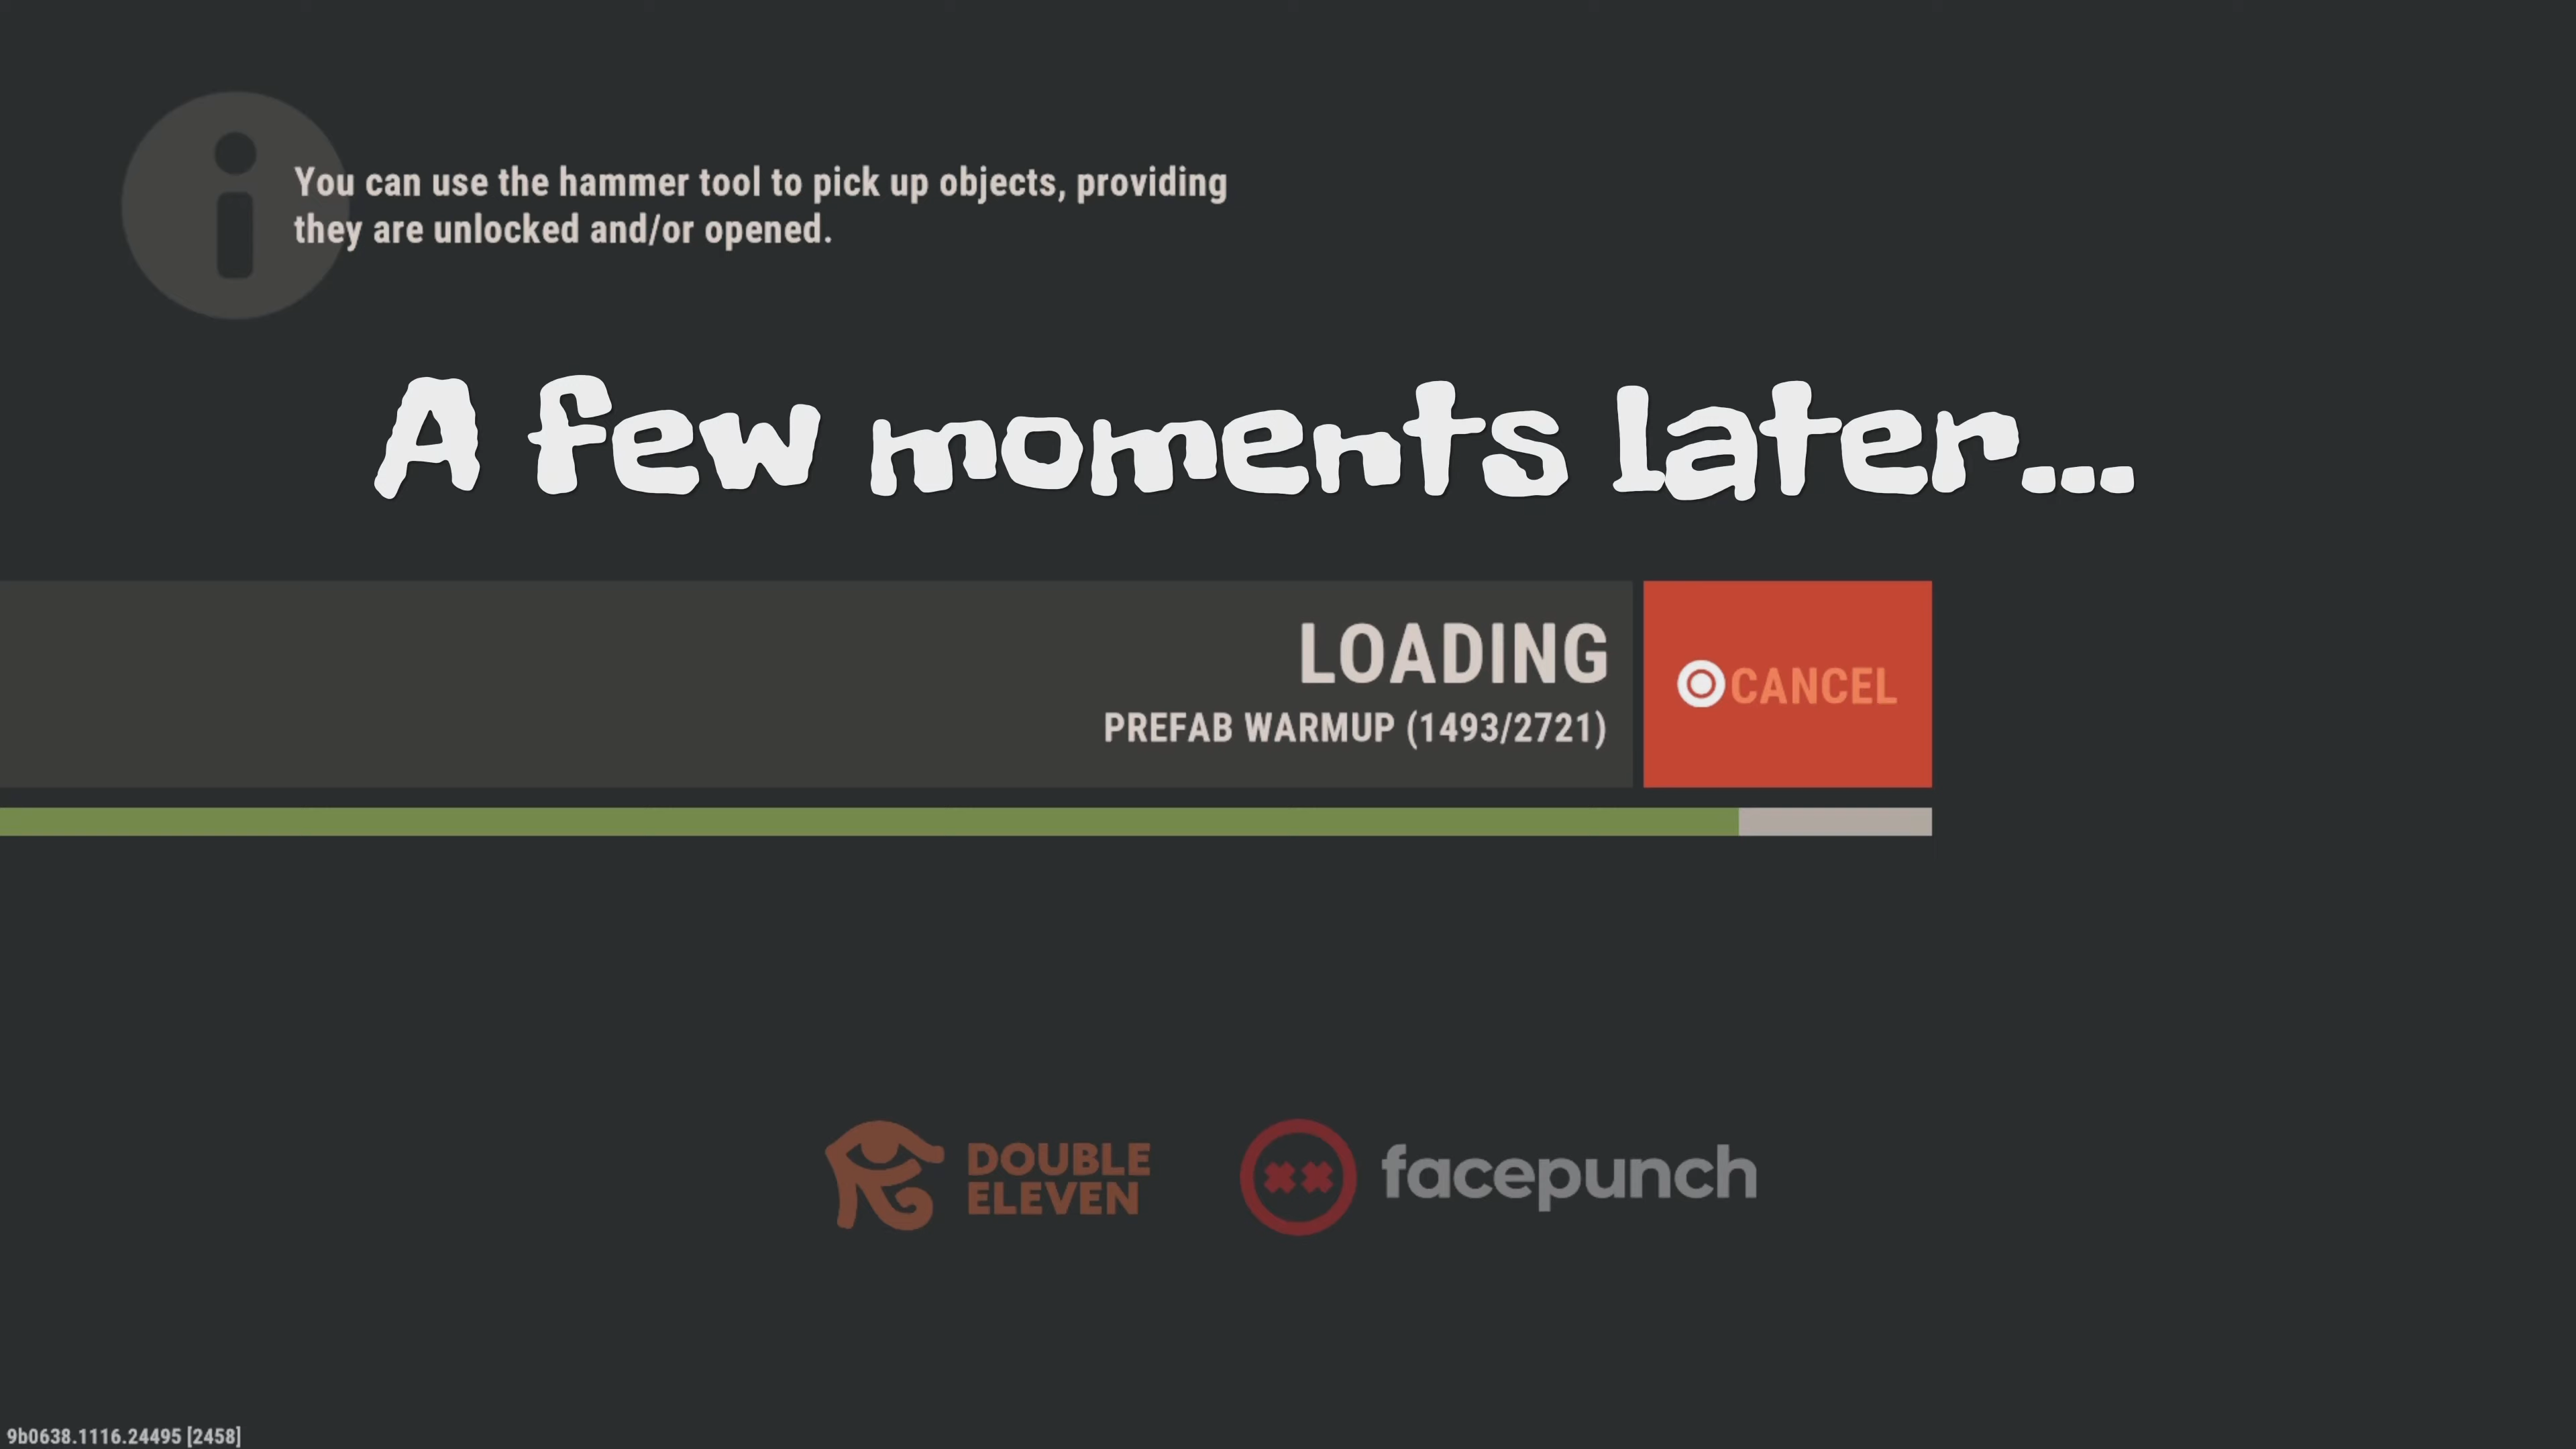 You can use the hammer tool to pick up objects, providing
they are unlocked and/or opened.
A few moments later...
LOADING
PREFAB WARMUP (1493/2721)
CANCEL
DOUBLE
ELEVEN
facepunch
9b0638.1116.24495 [2458]